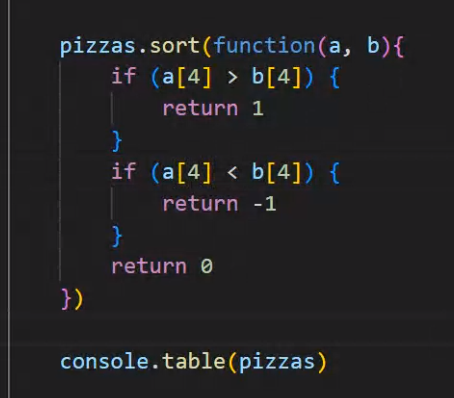 pizzas.sort(function(a, b){
    if (a[4] > b[4]) {
        return 1
    }
    if (a[4] < b[4]) {
        return -1
    }
    return 0
})
console.table(pizzas)